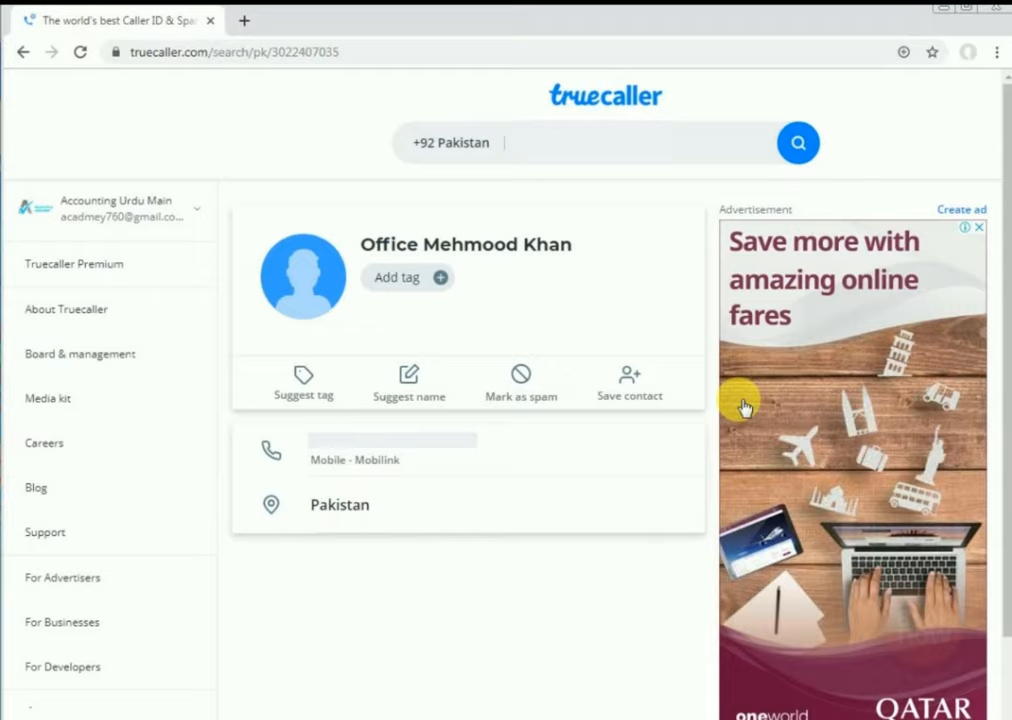 The world's best Caller ID & Spa
truecaller.com/search/pk/3022407035
truecaller
+92 Pakistan
Accounting Urdu Main
acadmey760@gmail.co...
Truecaller Premium
About Truecaller
Board & management
Media kit
Careers
Blog
Support
For Advertisers
For Businesses
For Developers
Office Mehmood Khan
Add tag
Suggest tag
Suggest name
Mark as spam
Save contact
Mobile - Mobilink
Pakistan
Advertisement
Create ad
Save more with
amazing online
fares
oneworld
QATAR